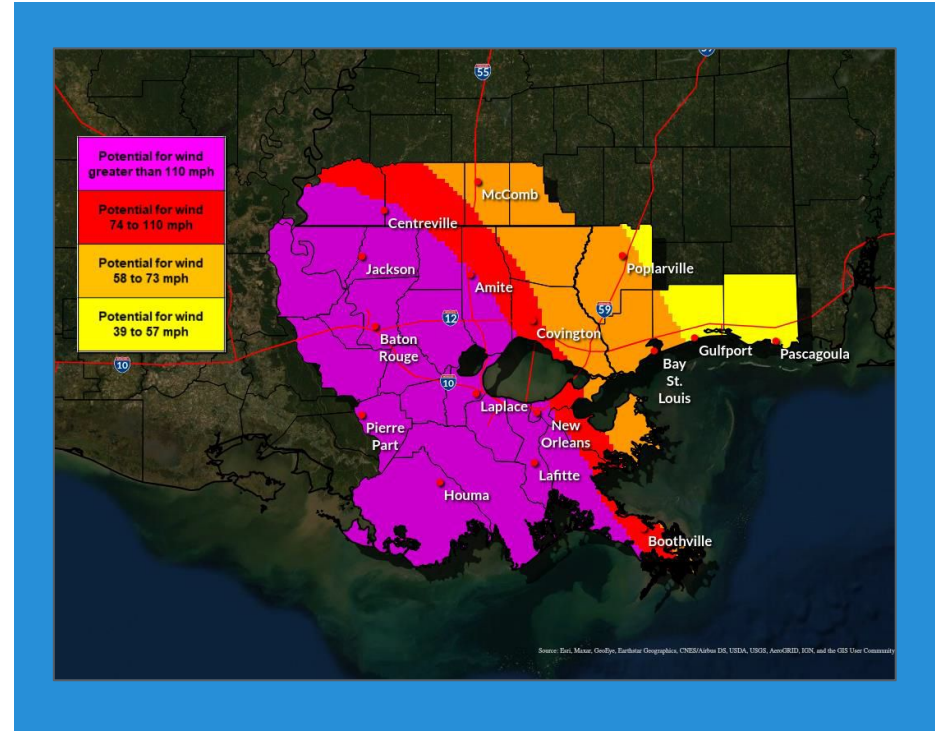 55
Potential for wind
greater than 110 mph
Potential for wind
74 to 110 mph
Potential for wind
58 to 73 mph
Potential for wind
39 to 57 mph
McComb
Centreville
Jackson
Poplarville
Amite
59
12
Covington
Baton
Rouge
Gulfport
Pascagoula
10
Bay
St.
Louis
10
Laplace
New
Orleans
Pierre
Part
Lafitte
Houma
Boothville
Source: Esri, Maxar, GeoEye, Earthstar Geographics, CNES/Airbus DS, USDA, USGS, AeroGRID, IGN, and the GIS User Community